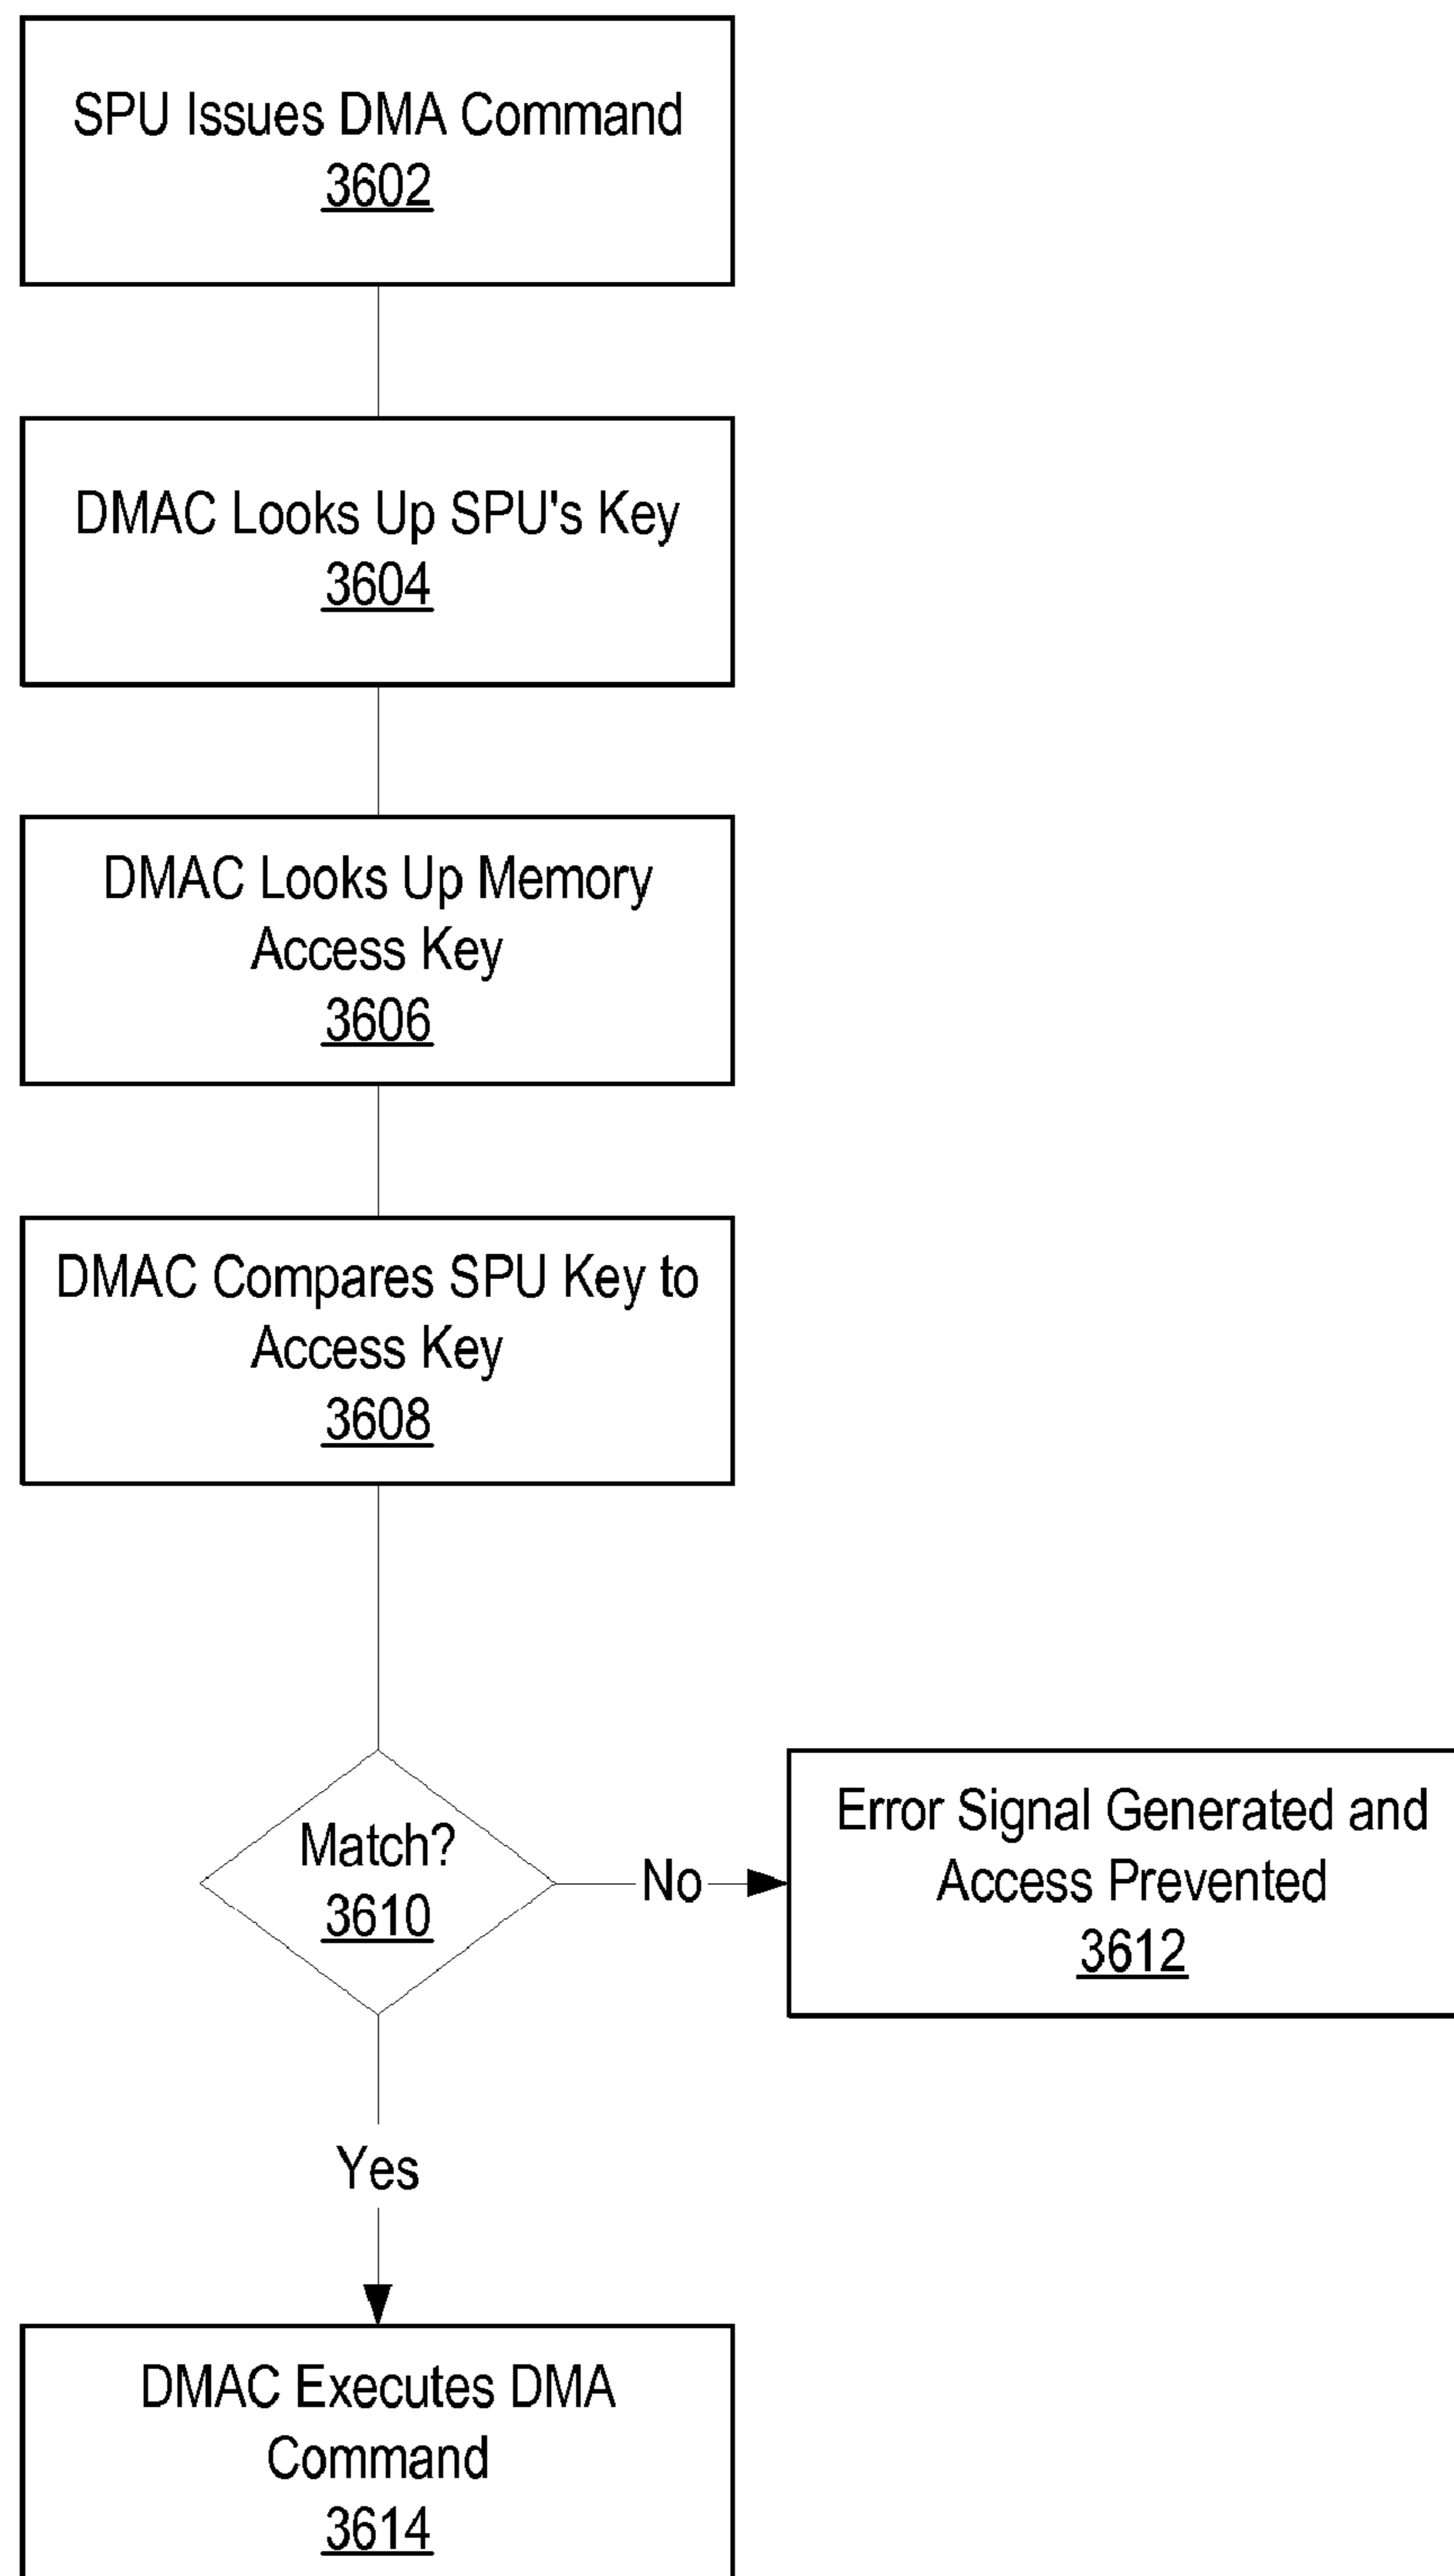 SPU Issues DMA Command
3602
DMAC Looks Up SPU's Key
3604
DMAC Looks Up Memory
Access Key
3606
DMAC Compares SPU Key to
Access Key
3608
Match?
3610
No
Error Signal Generated and
Access Prevented
3612
Yes
DMAC Executes DMA
Command
3614